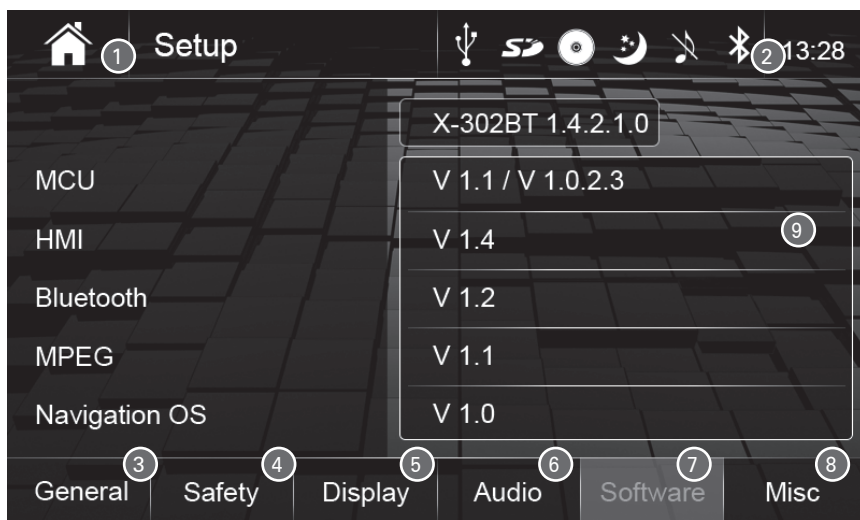 1 Setup SD 2 13:28
X-302BT 1.4.2.1.0
MCU V 1.1 / V 1.0.2.3
HMI V 1.4 9
Bluetooth V 1.2
MPEG V 1.1
Navigation OS V 1.0
3 4 5 6 7 8
General Safety Display Audio Software Misc